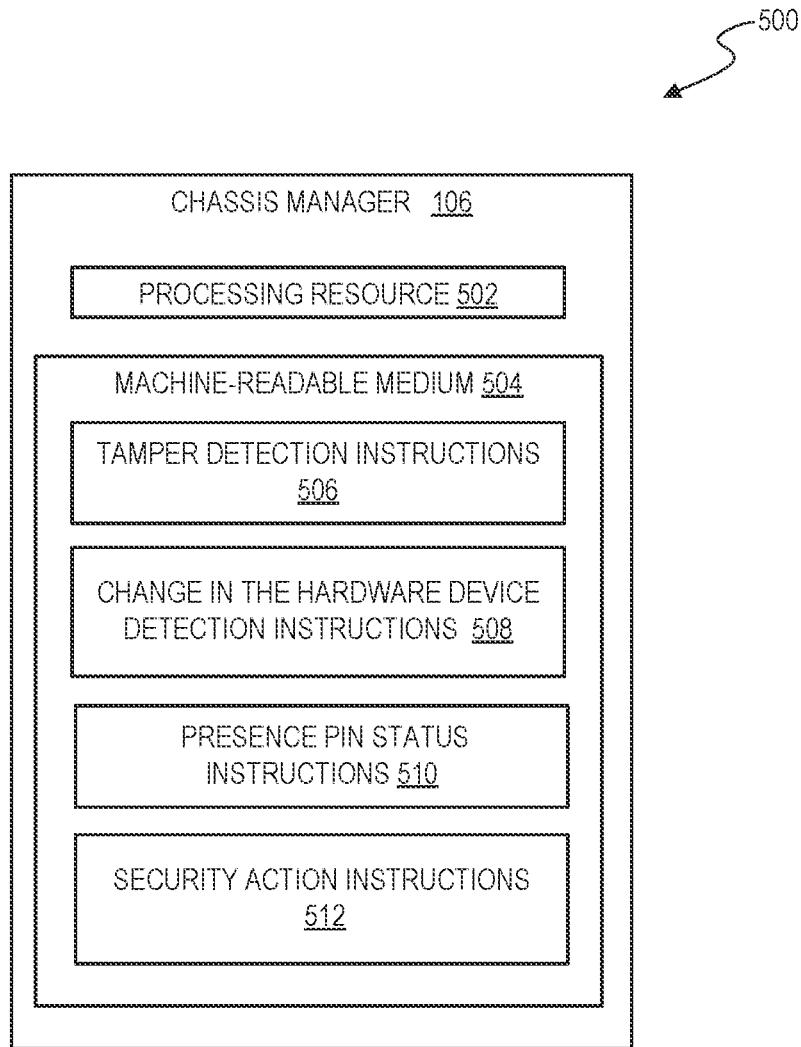 500
CHASSIS MANAGER 106
PROCESSING RESOURCE 502
MACHINE-READABLE MEDIUM 504
TAMPER DETECTION INSTRUCTIONS
506
CHANGE IN THE HARDWARE DEVICE
DETECTION INSTRUCTIONS 508
PRESENCE PIN STATUS
INSTRUCTIONS 510
SECURITY ACTION INSTRUCTIONS
512